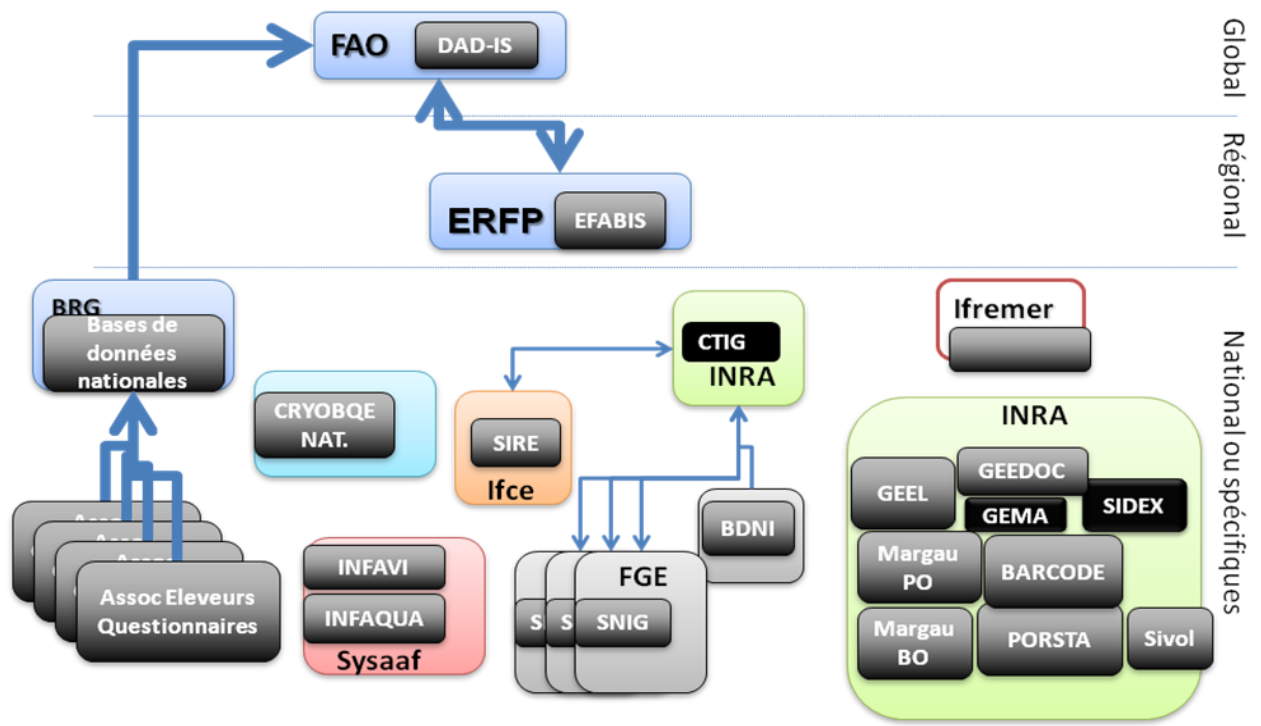 Global
FAO
DAD-IS
Régional
ERFP
EFABIS
National ou spécifiques
BRG
Bases de
données
nationales
CTIG
INRA
Ifremer
CRYOBQE
NAT.
SIRE
Ifce
INRA
GEEL
GEEDOC
GEMA
SIDEX
BDNI
Margau
PO
BARCODE
Assoc Eleveurs
Questionnaires
INFAVI
INFAQUA
Sysaaf
FGE
S
S
SNIG
Margau
BO
PORSTA
Sivol